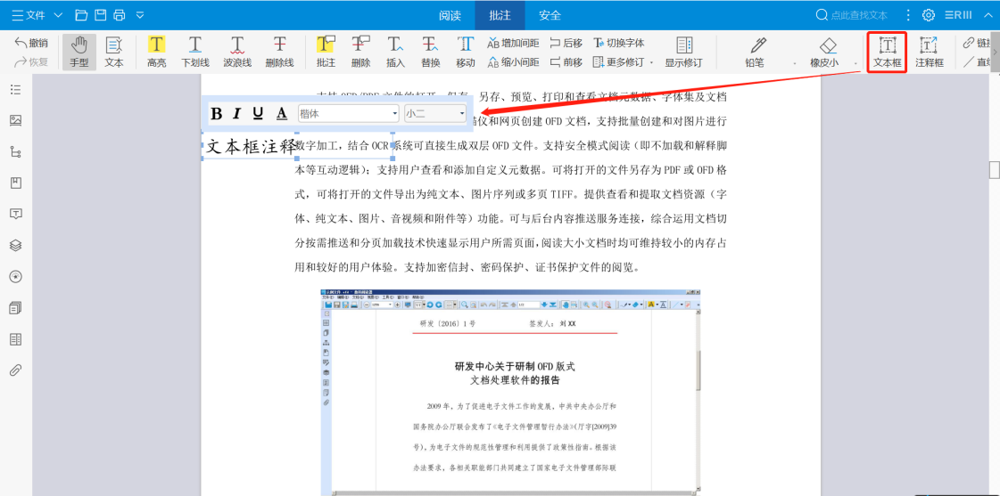 文件
阅读
批注
安全
点此查找文本
撤销
恢复
手型
文本
高亮
下划线
波浪线
删除线
批注
删除
插入
替换
移动
增加间距
缩小间距
后移
前移
切换字体
更多修订
显示修订
铅笔
橡皮小
文本框
注释框
B I U A 楷体 小二
另存、预览、打印和查看文档元数据、字体集及文档
仪和网页创建 OFD 文档，支持批量创建和对图片进行
文本框注释
数字加工，结合 OCR 系统可直接生成双层 OFD 文件。支持安全模式阅读（即不加载和解释脚
本等互动逻辑）；支持用户查看和添加自定义元数据。可将打开的文件另存为 PDF 或 OFD 格
式，可将打开的文件导出为纯文本、图片序列或多页 TIFF。提供查看和提取文档资源（字
体、纯文本、图片、音视频和附件等）功能。可与后台内容推送服务连接，综合运用文档切
分按需推送和分页加载技术快速显示用户所需页面，阅读大小文档时均可维持较小的内存占
用和较好的用户体验。支持加密信封、密码保护、证书保护文件的阅览。
研发〔2016〕1 号 签发人：刘 XX
研发中心关于研制 OFD 版式
文档处理软件的报告
2009 年，为了促进电子文件工作的发展，中共中央办公厅和
国务院办公厅联合发布了《电子文件管理暂行办法》（厅字[2009]39
号），为电子文件的规范性管理和利用提供了政策性指南。根据该
办法要求，各相关职能部门共同建立了国家电子文件管理部际联